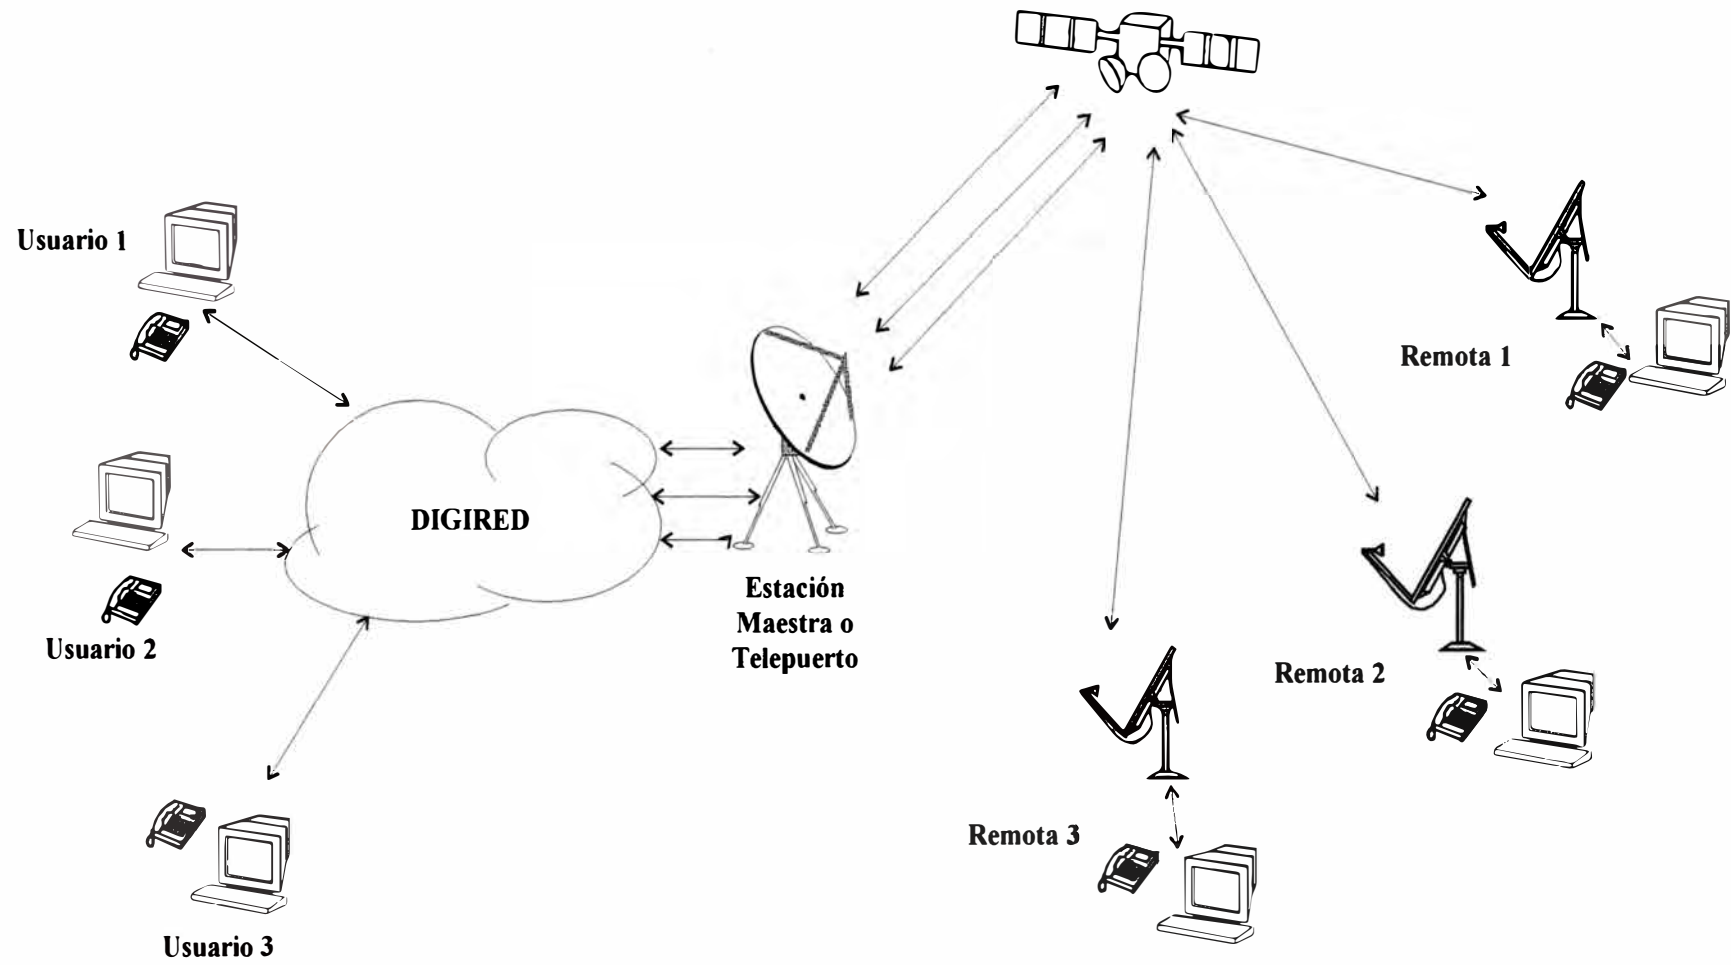 Usuario 1
Remota 1
DIGIRED
Estación
Maestra o
Telepuerto
Usuario 2
Remota 2
Remota 3
Usuario 3